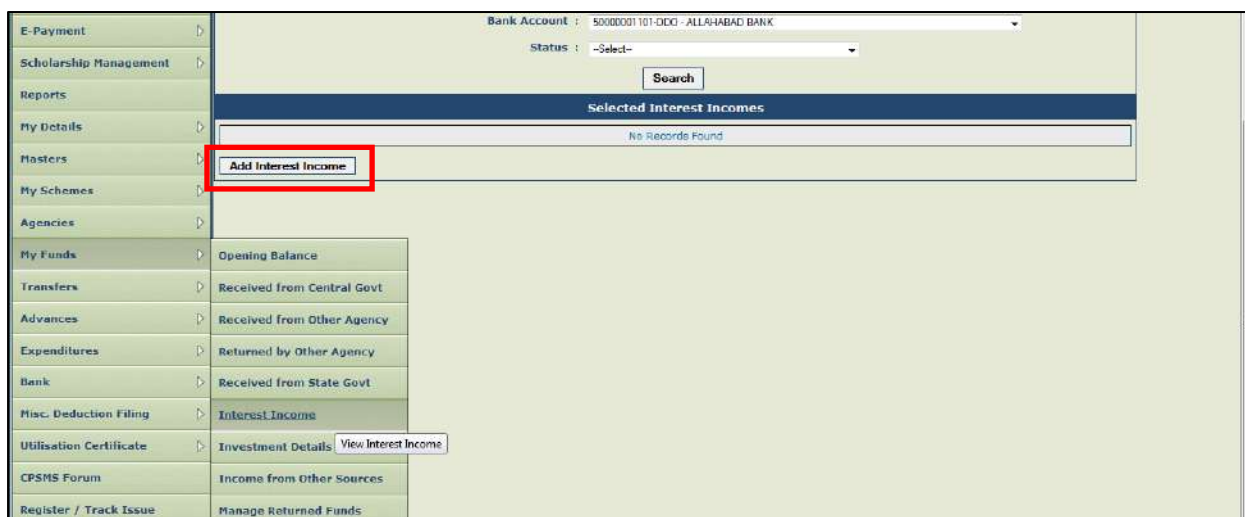 E-Payment
Scholarship Management
Reports
My Details
Masters
My Schemes
Agencies
My Funds
Transfers
Advances
Expenditures
Bank
Misc. Deduction Filing
Utilisation Certificate
CPSMS Forum
Register / Track Issue
Bank Account : 50000001101-DDO - ALLAHABAD BANK
Status : --Select--
Search
Selected Interest Incomes
No Records Found
Add Interest Income
Opening Balance
Received from Central Govt
Received from Other Agency
Returned by Other Agency
Received from State Govt
Interest Income
Investment Details
View Interest Income
Income from Other Sources
Manage Returned Funds